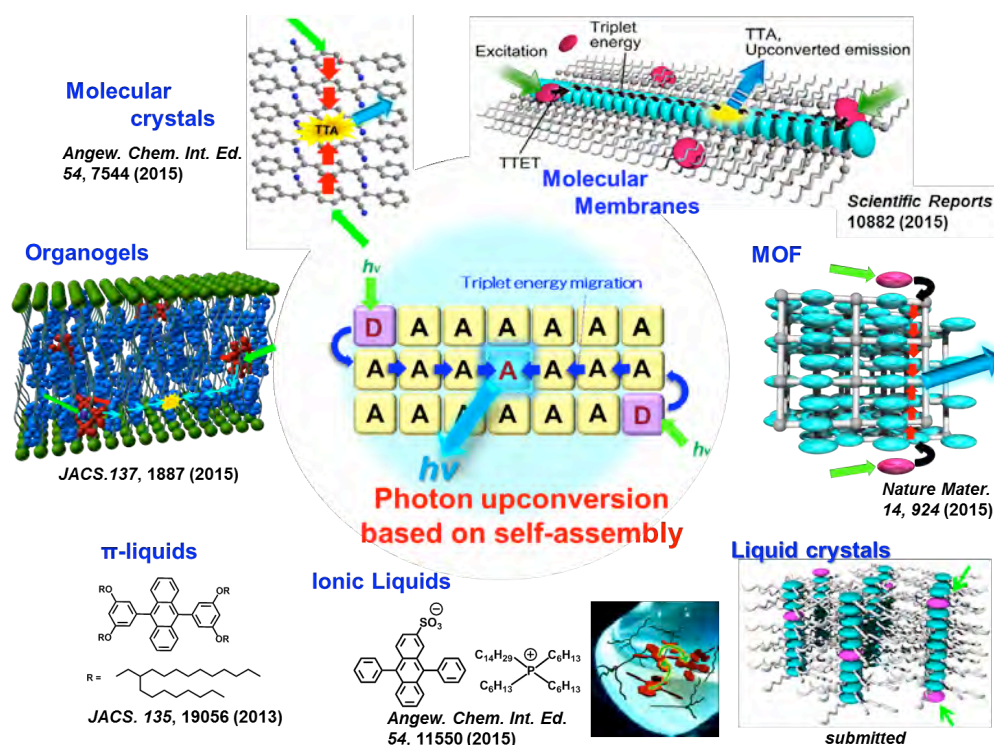 Molecular
crystals
Angew. Chem. Int. Ed.
54, 7544 (2015)
TTA
Excitation
Triplet
energy
TTA,
Upconverted emission
TTET
Molecular
Membranes
Scientific Reports
10882 (2015)
Organogels
JACS.137, 1887 (2015)
hν
Triplet energy migration
D A A A A A A
A A A A A A A
A A A A A A D
hν
hν
Photon upconversion
based on self-assembly
MOF
Nature Mater.
14, 924 (2015)
π-liquids
OR
RO
RO
OR
R =
JACS. 135, 19056 (2013)
Ionic Liquids
SO3⊖
⊕
C14H29 P C6H13
C6H13 C6H13
Angew. Chem. Int. Ed.
54, 11550 (2015)
Liquid crystals
submitted